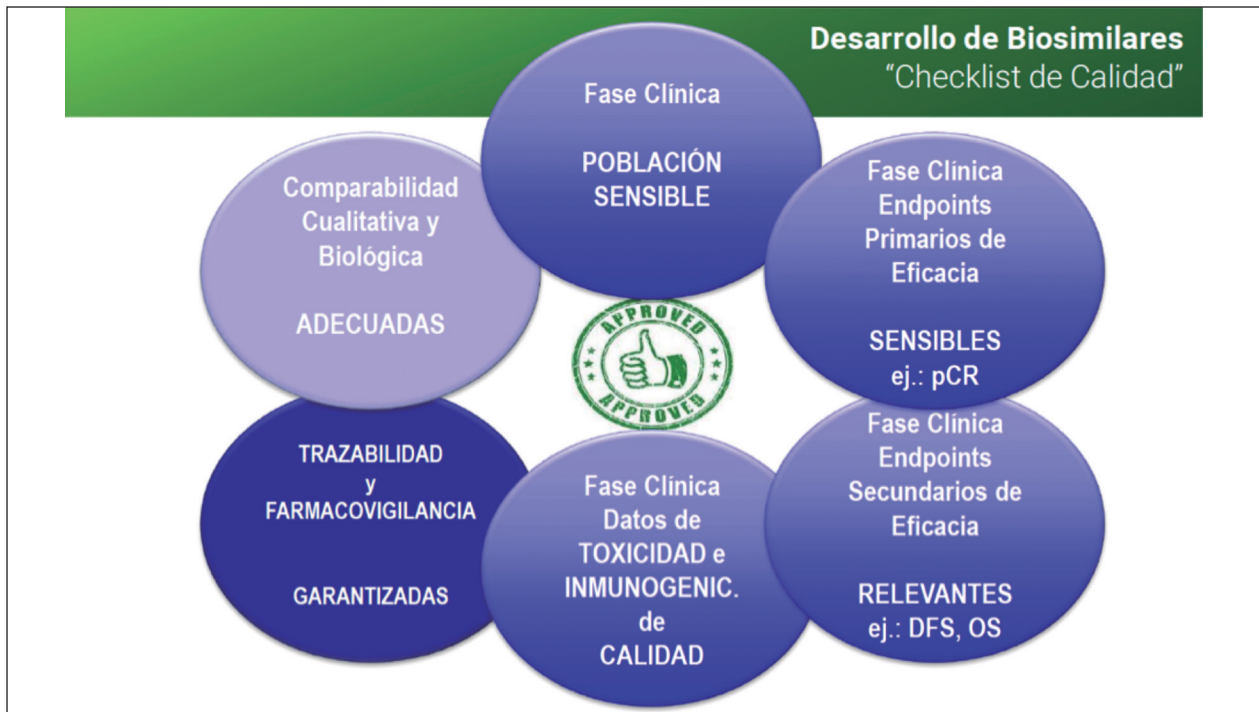 Desarrollo de Biosimilares
“Checklist de Calidad”
Fase Clínica
POBLACIÓN
SENSIBLE
Fase Clínica
Endpoints
Primarios de
Eficacia
SENSIBLES
ej.: pCR
Fase Clínica
Endpoints
Secundarios de
Eficacia
RELEVANTES
ej.: DFS, OS
Fase Clínica
Datos de
TOXICIDAD e
INMUNOGENIC.
de
CALIDAD
TRAZABILIDAD
y
FARMACOVIGILANCIA
GARANTIZADAS
Comparabilidad
Cualitativa y
Biológica
ADECUADAS
APPROVED
APPROVED